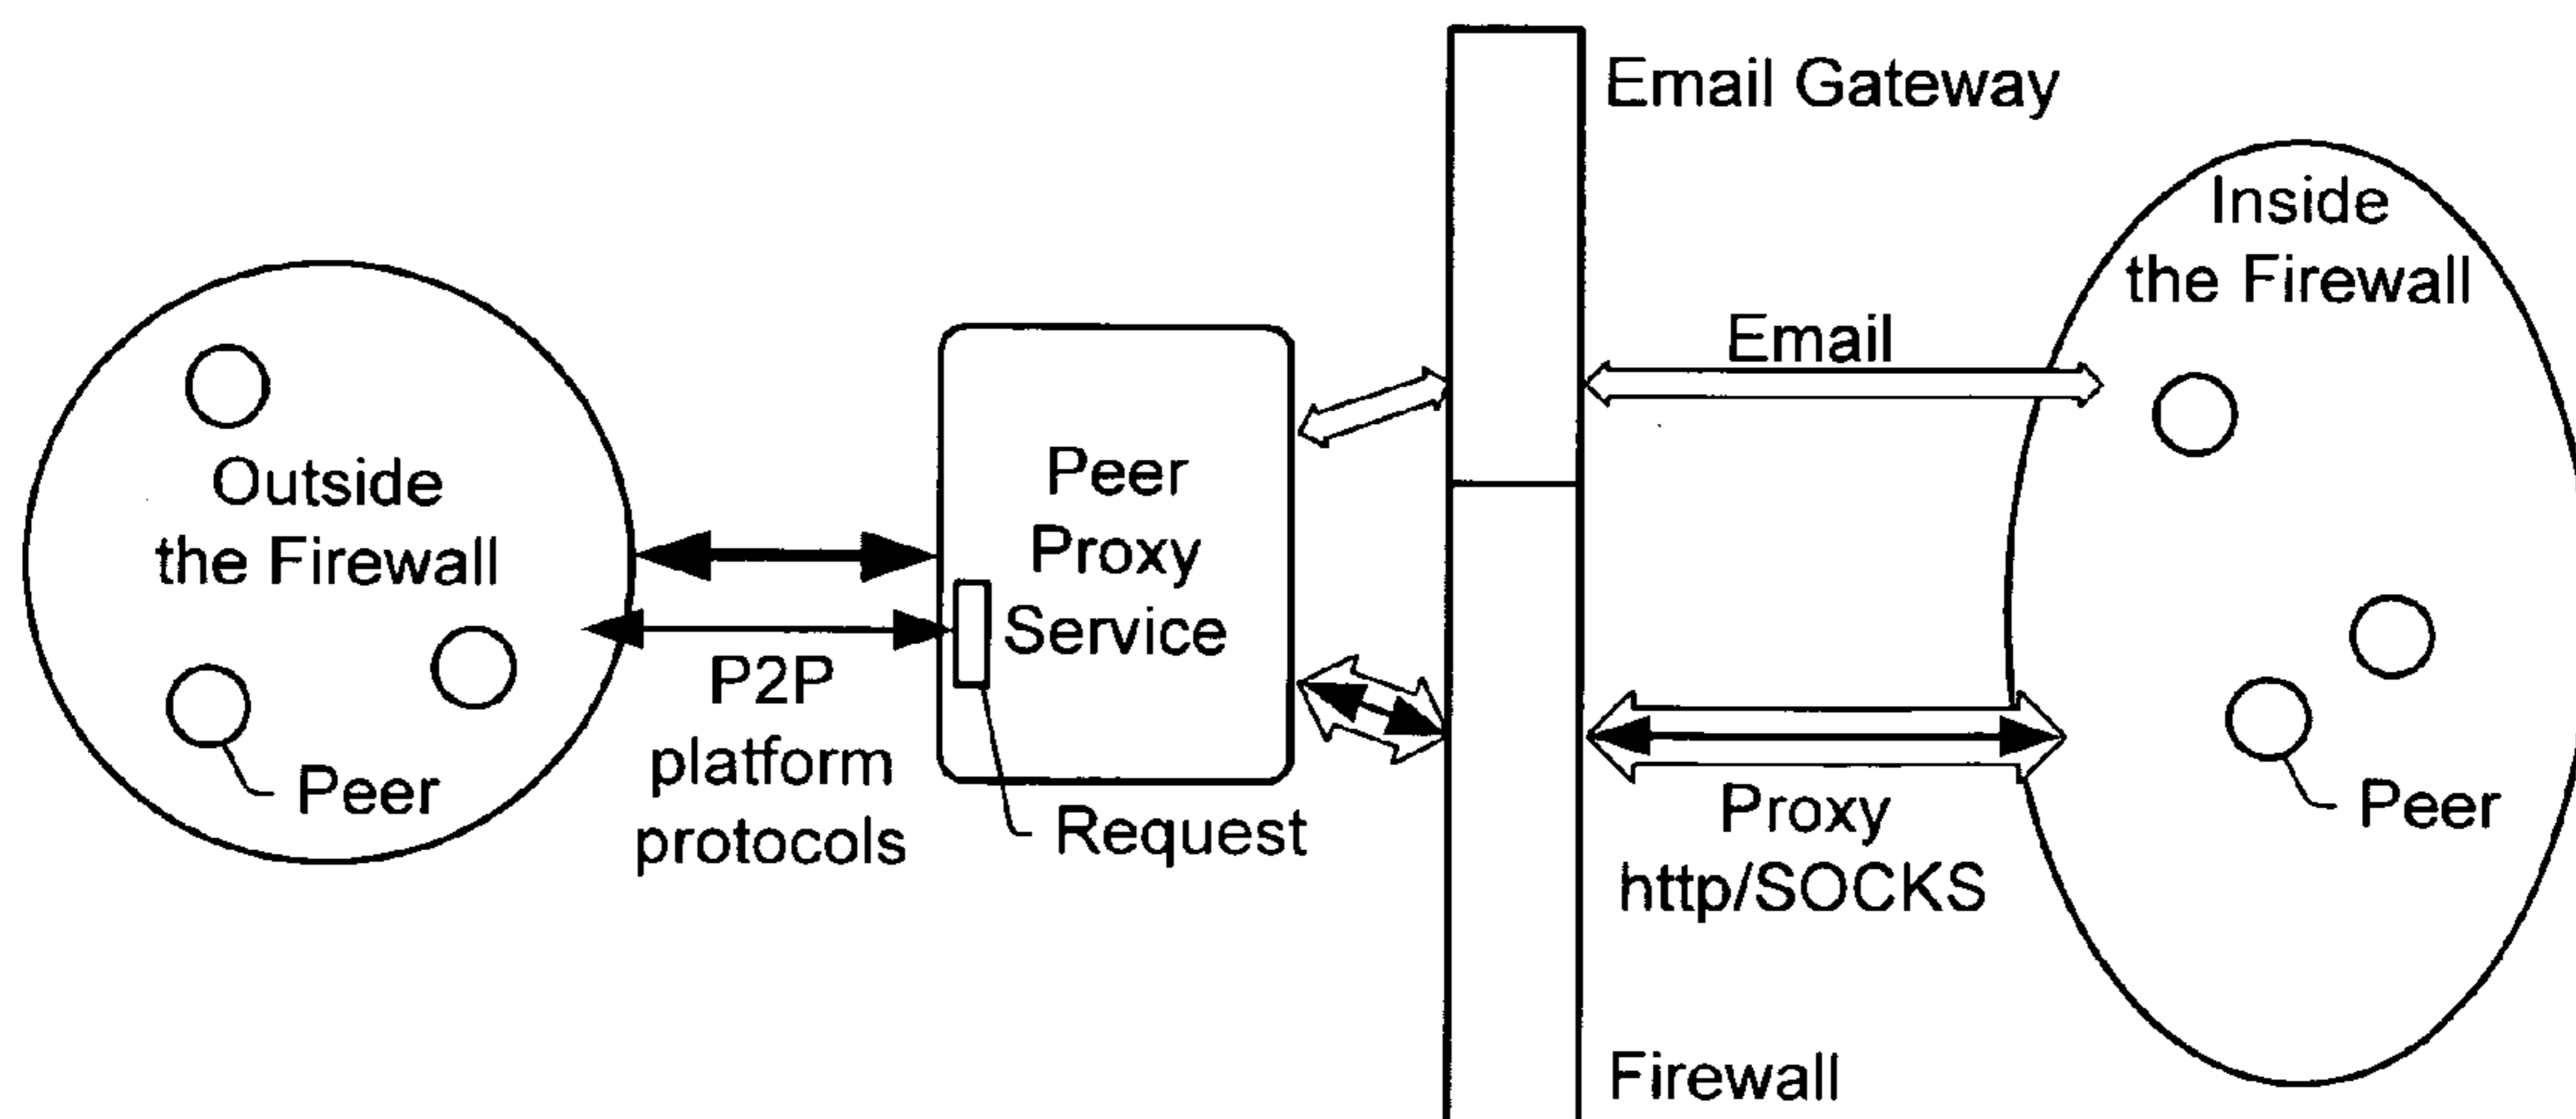 Email Gateway
Inside
the Firewall
Email
Outside
the Firewall
Peer
Proxy
Service
P2P
platform
protocols
Peer
Request
Proxy
http/SOCKS
Peer
Firewall